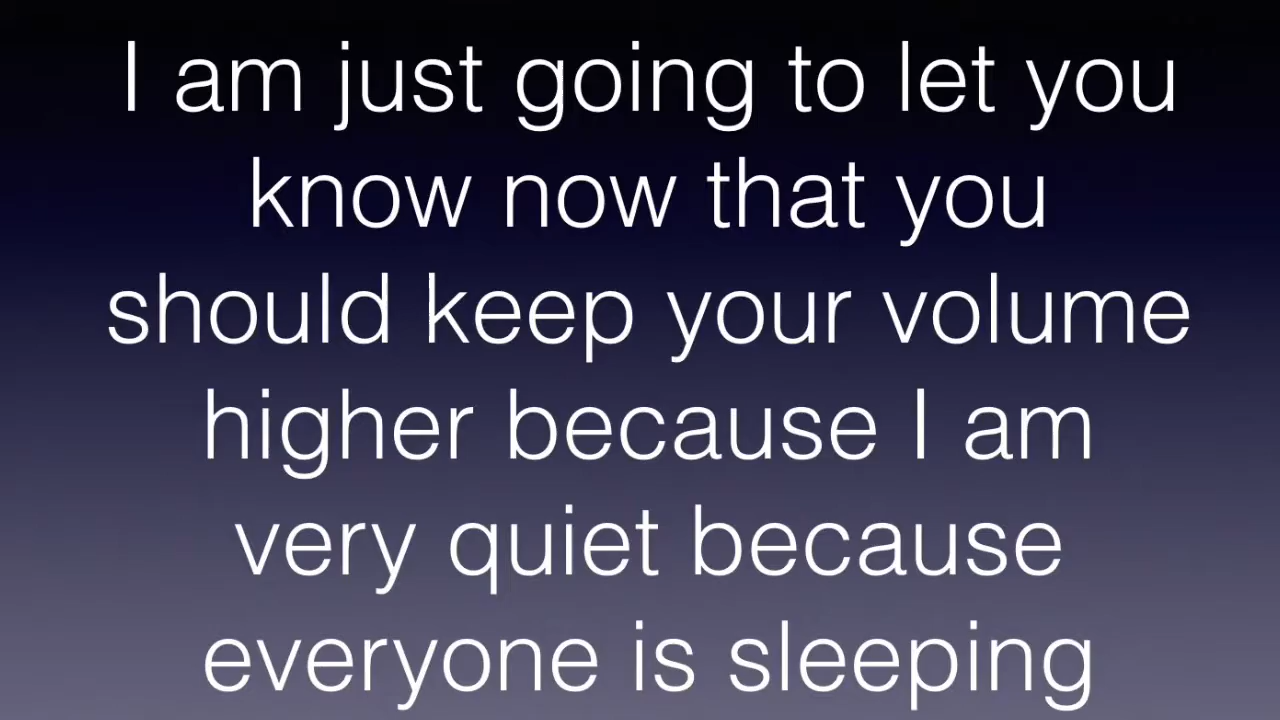 I am just going to let you
know now that you
should keep your volume
higher because I am
very quiet because
everyone is sleeping